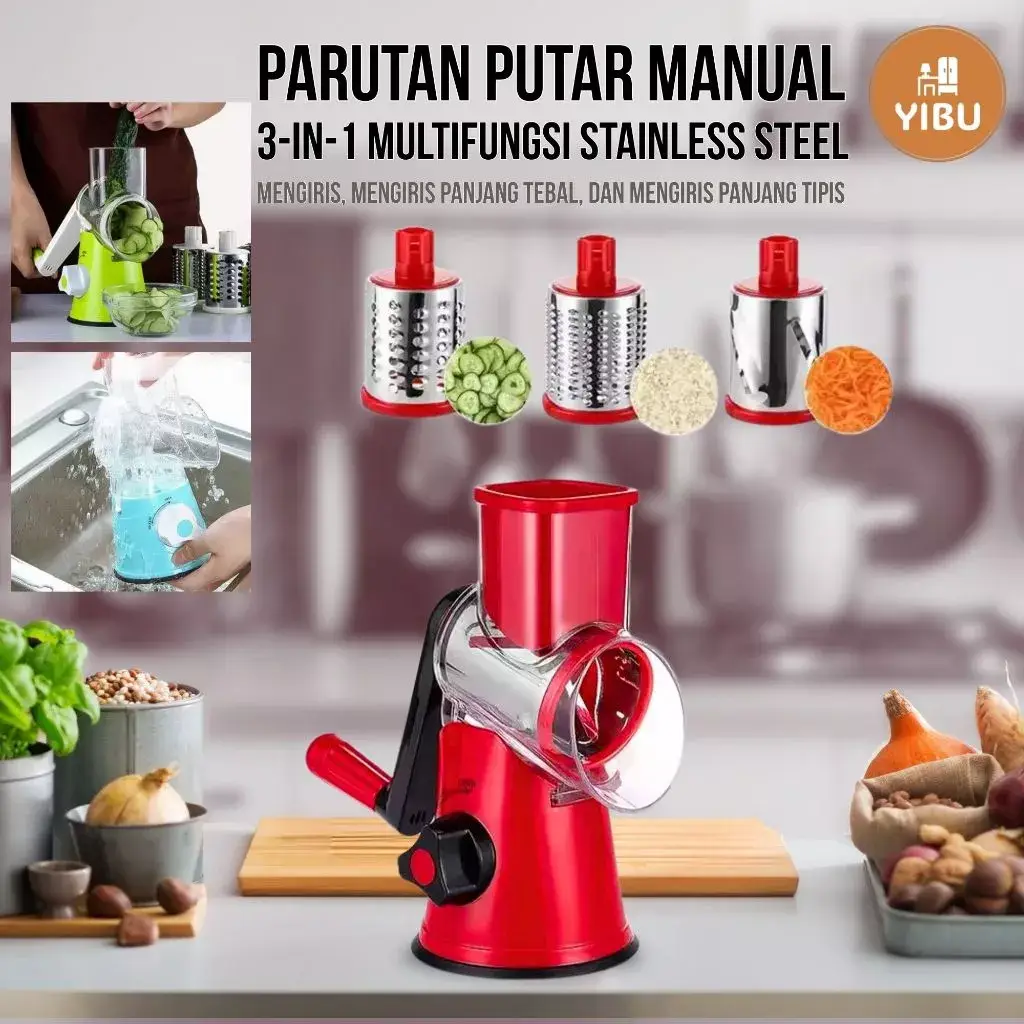 PARUTAN PUTAR MANUAL
3-IN-1 MULTIFUNGSI STAINLESS STEEL
MENGIRIS, MENGIRIS PANJANG TEBAL, DAN MENGIRIS PANJANG TIPIS
YIBU